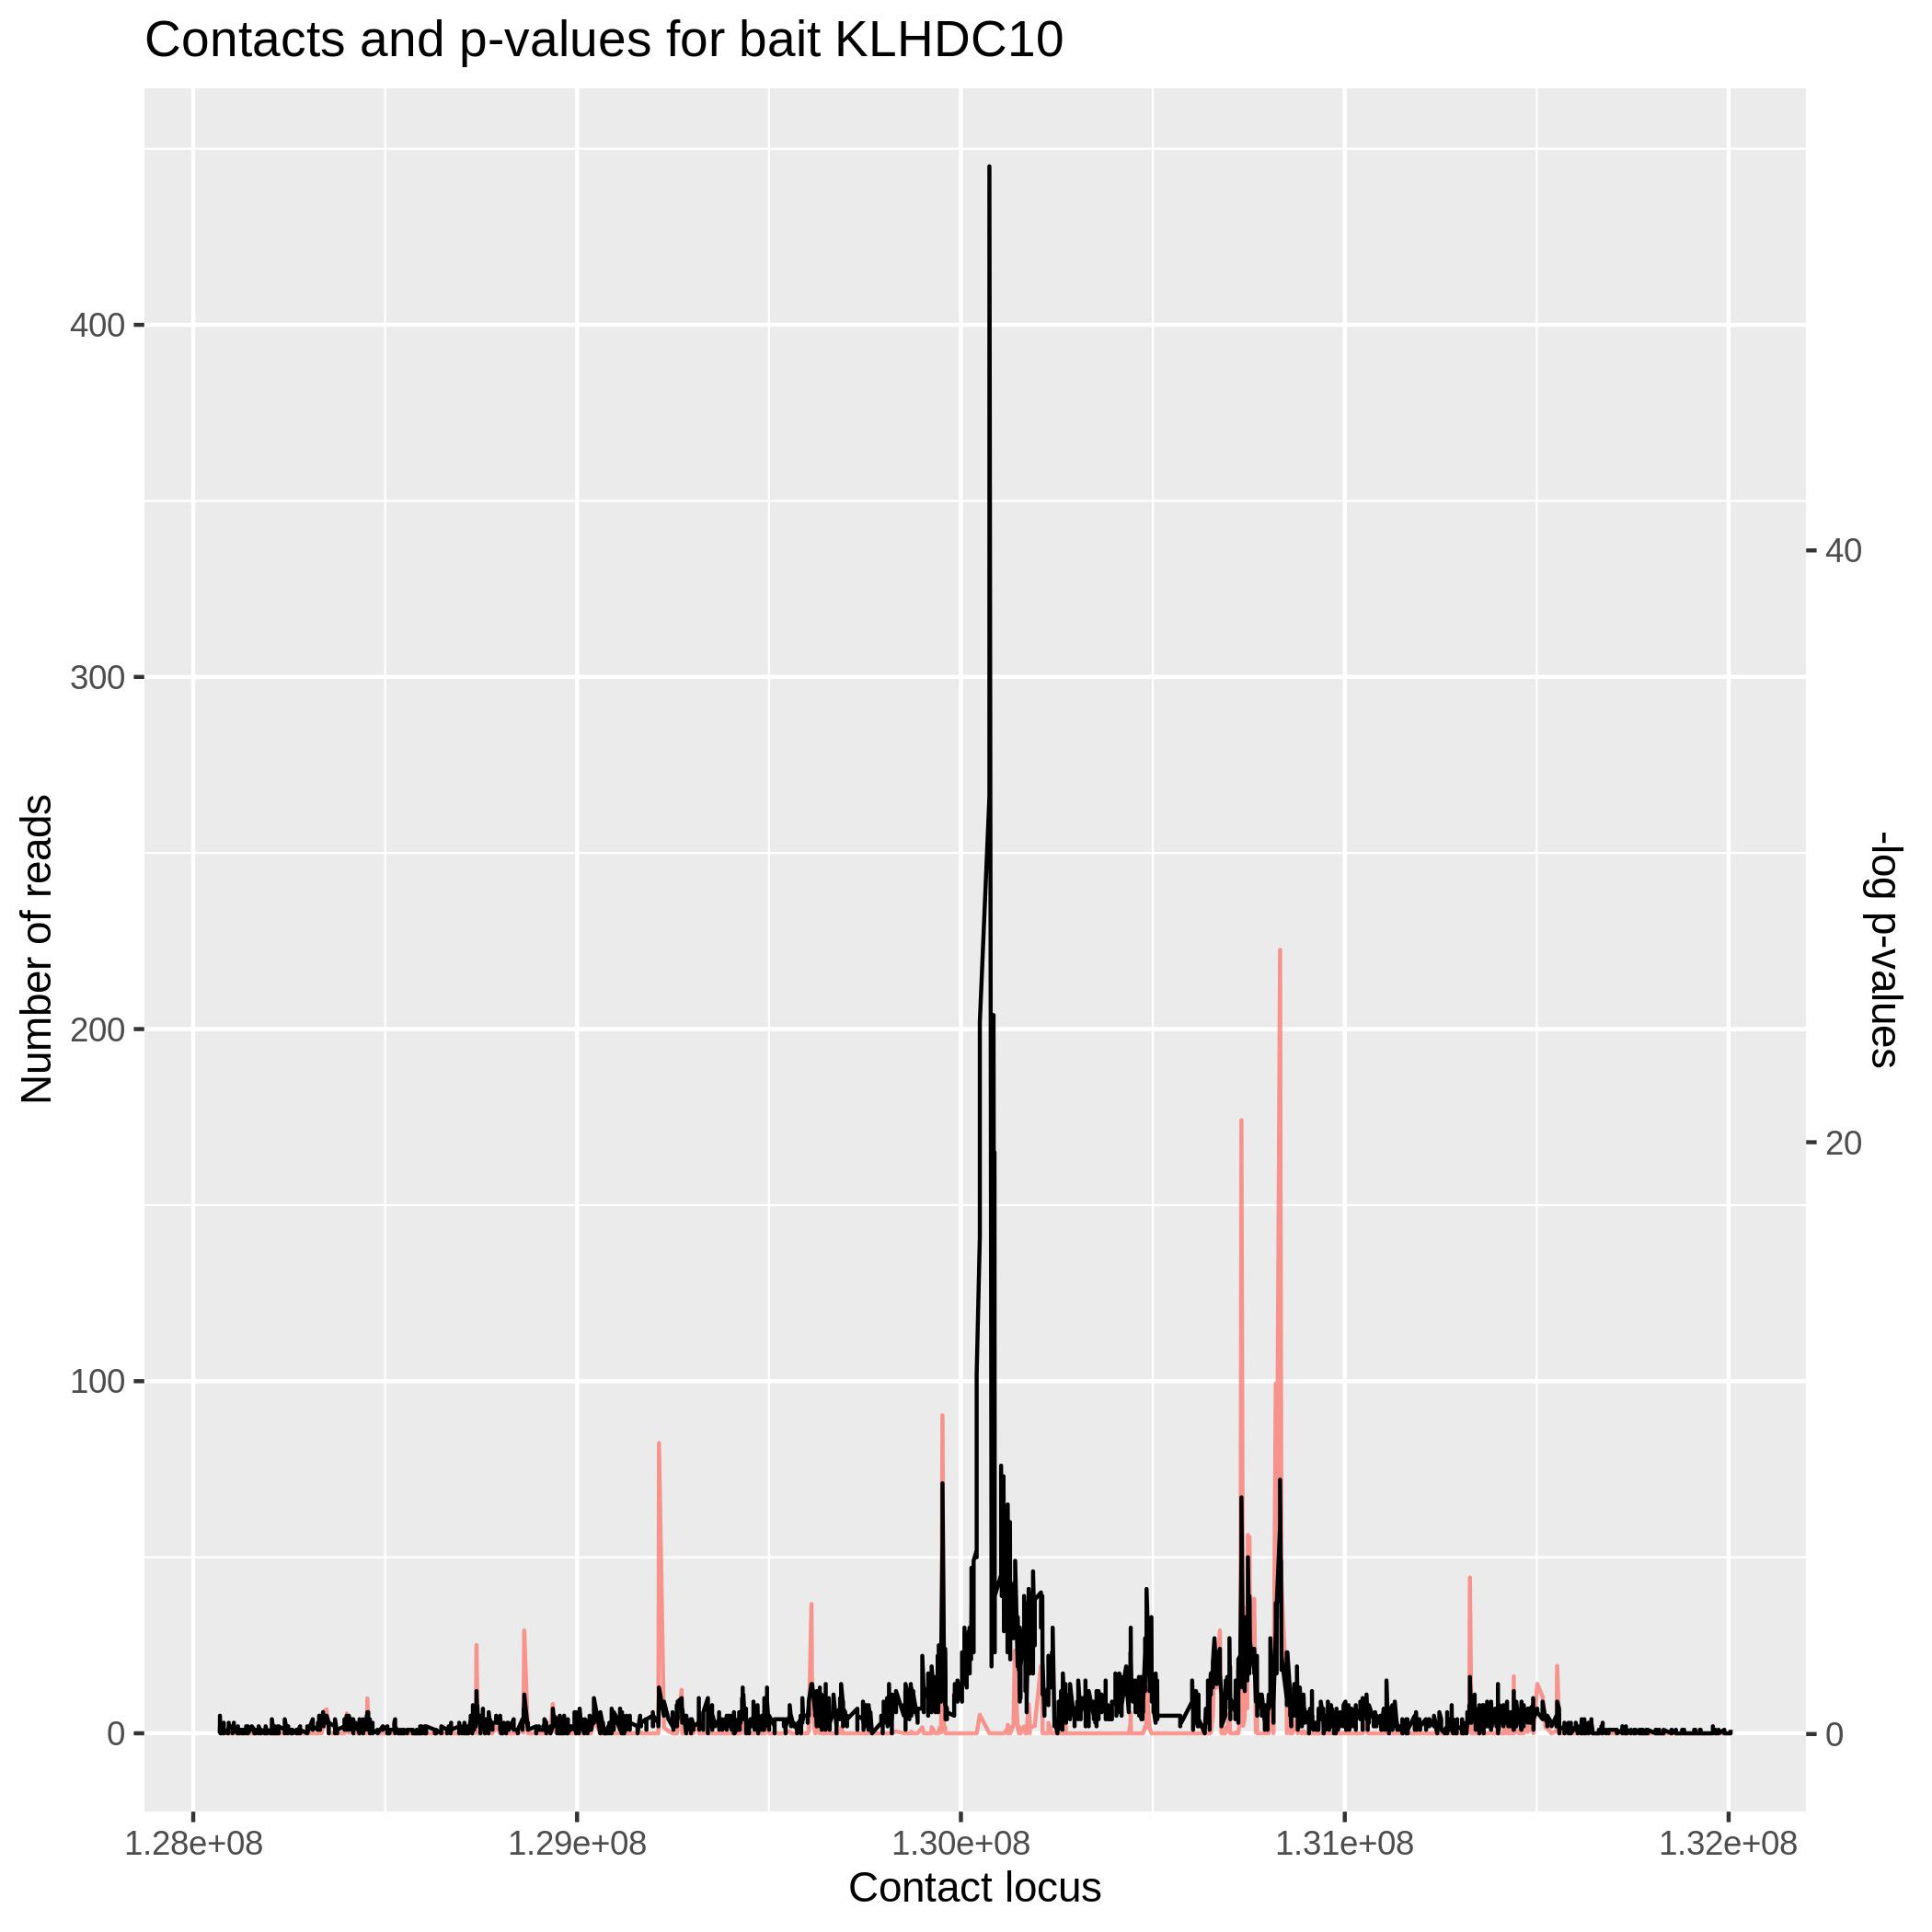 Contacts and p-values for bait KLHDC10
Number of reads
400
300
200
100
0
40
20
0
-log p-values
1.28e+08
1.29e+08
1.30e+08
1.31e+08
1.32e+08
Contact locus